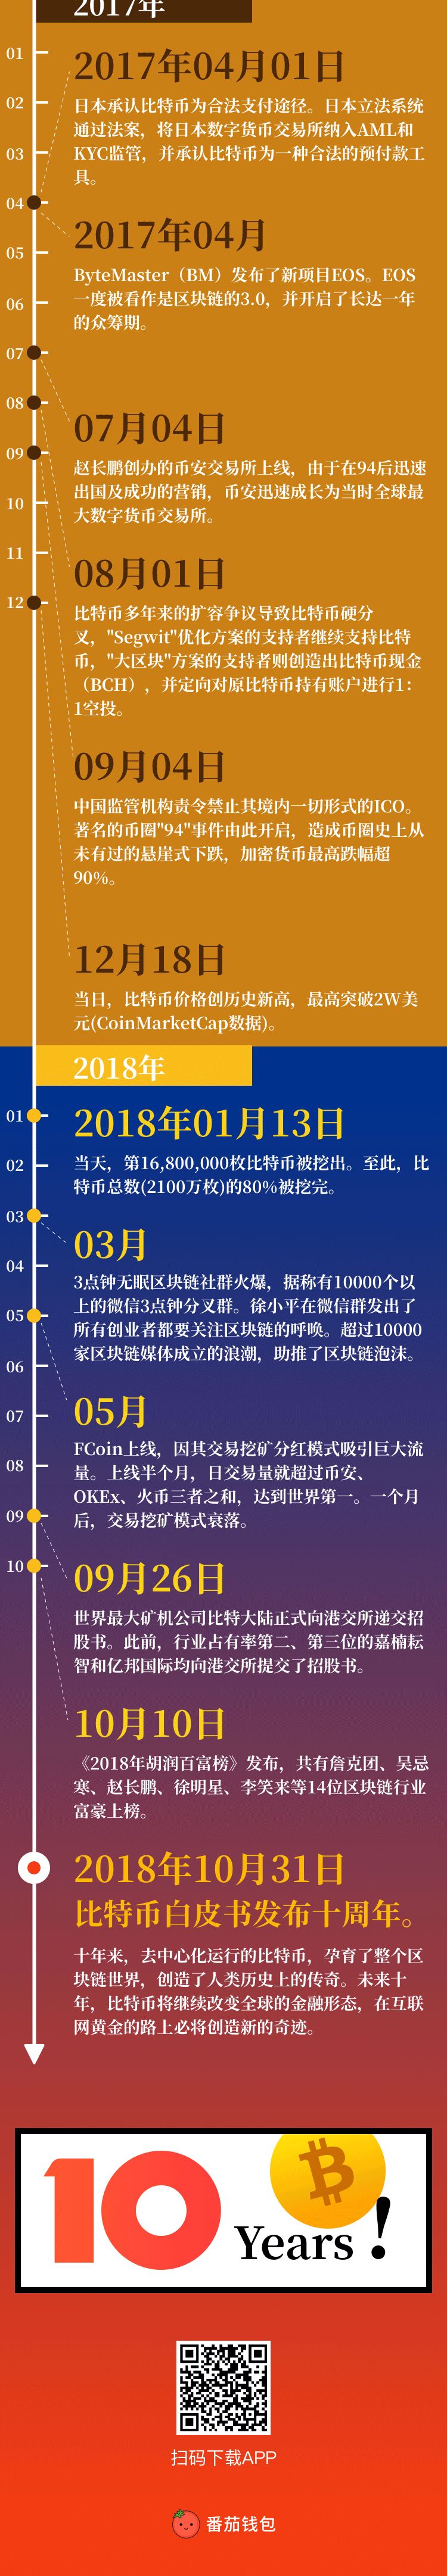 2017年
01
2017年04月01日
02
日本承认比特币为合法支付途径。日本立法系统
通过法案，将日本数字货币交易所纳入AML和
03
KYC监管，并承认比特币为一种合法的预付款工
具。
04
2017年04月
05
ByteMaster（BM）发布了新项目EOS。EOS
06
一度被看作是区块链的3.0，并开启了长达一年
的众筹期。
07
08
07月04日
09
赵长鹏创办的币安交易所上线，由于在94后迅速
出国及成功的营销，币安迅速成长为当时全球最
10
大数字货币交易所。
11
08月01日
12
比特币多年来的扩容争议导致比特币硬分
叉，"Segwit"优化方案的支持者继续支持比特
币，"大区块"方案的支持者则创造出比特币现金
（BCH），并定向对原比特币持有账户进行1：
1空投。
09月04日
中国监管机构责令禁止其境内一切形式的ICO。
著名的币圈"94"事件由此开启，造成币圈史上从
未有过的悬崖式下跌，加密货币最高跌幅超
90%。
12月18日
当日，比特币价格创历史新高，最高突破2W美
元(CoinMarketCap数据)。
2018年
01
2018年01月13日
02
当天，第16,800,000枚比特币被挖出。至此，比
特币总数(2100万枚)的80%被挖完。
03
03月
04
3点钟无眠区块链社群火爆，据称有10000个以
上的微信3点钟分叉群。徐小平在微信群发出了
05
所有创业者都要关注区块链的呼唤。超过10000
家区块链媒体成立的浪潮，助推了区块链泡沫。
06
07
05月
FCoin上线，因其交易挖矿分红模式吸引巨大流
08
量。上线半个月，日交易量就超过币安、
OKEx、火币三者之和，达到世界第一。一个月
09
后，交易挖矿模式衰落。
10
09月26日
世界最大矿机公司比特大陆正式向港交所递交招
股书。此前，行业占有率第二、第三位的嘉楠耘
智和亿邦国际均向港交所提交了招股书。
10月10日
《2018年胡润百富榜》发布，共有詹克团、吴忌
寒、赵长鹏、徐明星、李笑来等14位区块链行业
富豪上榜。
2018年10月31日
比特币白皮书发布十周年。
十年来，去中心化运行的比特币，孕育了整个区
块链世界，创造了人类历史上的传奇。未来十
年，比特币将继续改变全球的金融形态，在互联
网黄金的路上必将创造新的奇迹。
10 Years！
扫码下载APP
番茄钱包